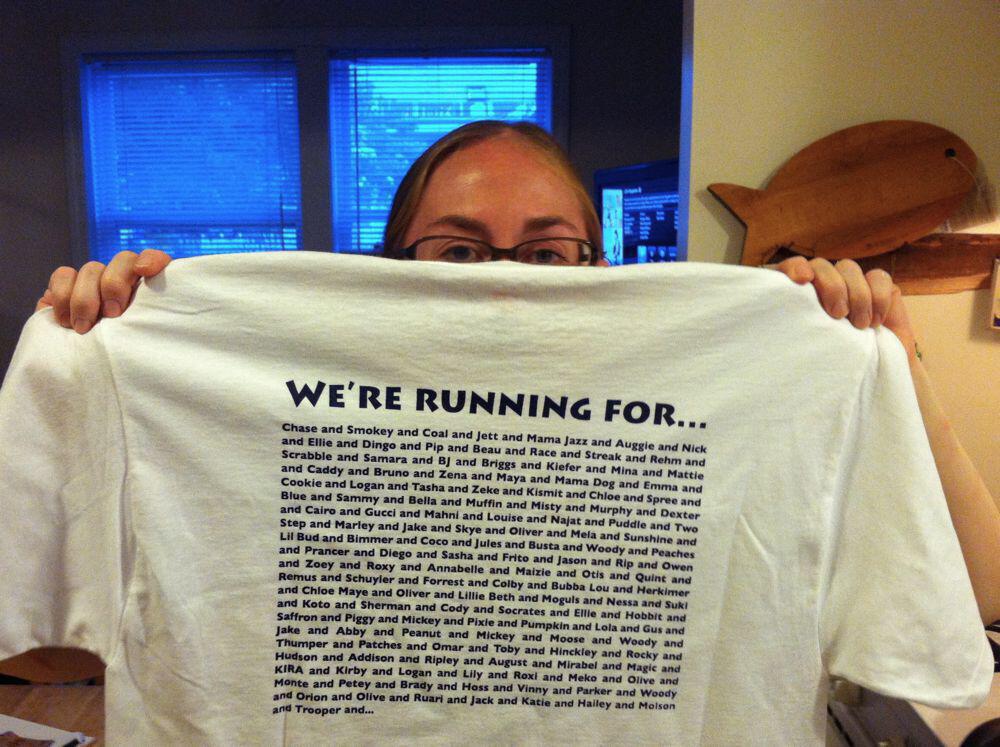 WE'RE RUNNING FOR...
Chase and Smokey and Coal and Jett and Mama Jazz and Auggie and Nick
and Ellie and Dingo and Pip and Beau and Race and Streak and Rehm and
Scrabble and Samara and BJ and Briggs and Kiefer and Mina and Mattie
and Caddy and Bruno and Zena and Maya and Mama Dog and Emma and
Cookie and Logan and Tasha and Zeke and Kismit and Chloe and Spree and
Blue and Sammy and Bella and Muffin and Misty and Murphy and Dexter
and Cairo and Gucci and Mahni and Louise and Najat and Puddle and Two
Step and Marley and Jake and Skye and Oliver and Mela and Sunshine and
Lil Bud and Bimmer and Coco and Jules and Busta and Woody and Peaches
and Prancer and Diego and Sasha and Frito and Jason and Rip and Owen
and Zoey and Roxy and Annabelle and Maizie and Otis and Quint and
Remus and Schuyler and Forrest and Colby and Bubba Lou and Herkimer
and Chloe Maye and Oliver and Lillie Beth and Moguls and Nessa and Suki
and Koto and Sherman and Cody and Socrates and Ellie and Hobbit and
Saffron and Piggy and Mickey and Pixie and Pumpkin and Lola and Gus and
Jake and Abby and Peanut and Mickey and Moose and Woody and
Thumper and Patches and Omar and Toby and Hinckley and Rocky and
Hudson and Addison and Ripley and August and Mirabel and Magic and
KIRA and Kirby and Logan and Lily and Roxi and Meko and Olive and
Monte and Petey and Brady and Hoss and Vinny and Parker and Woody
and Orion and Olive and Ruari and Jack and Katie and Hailey and Molson
and Trooper and...